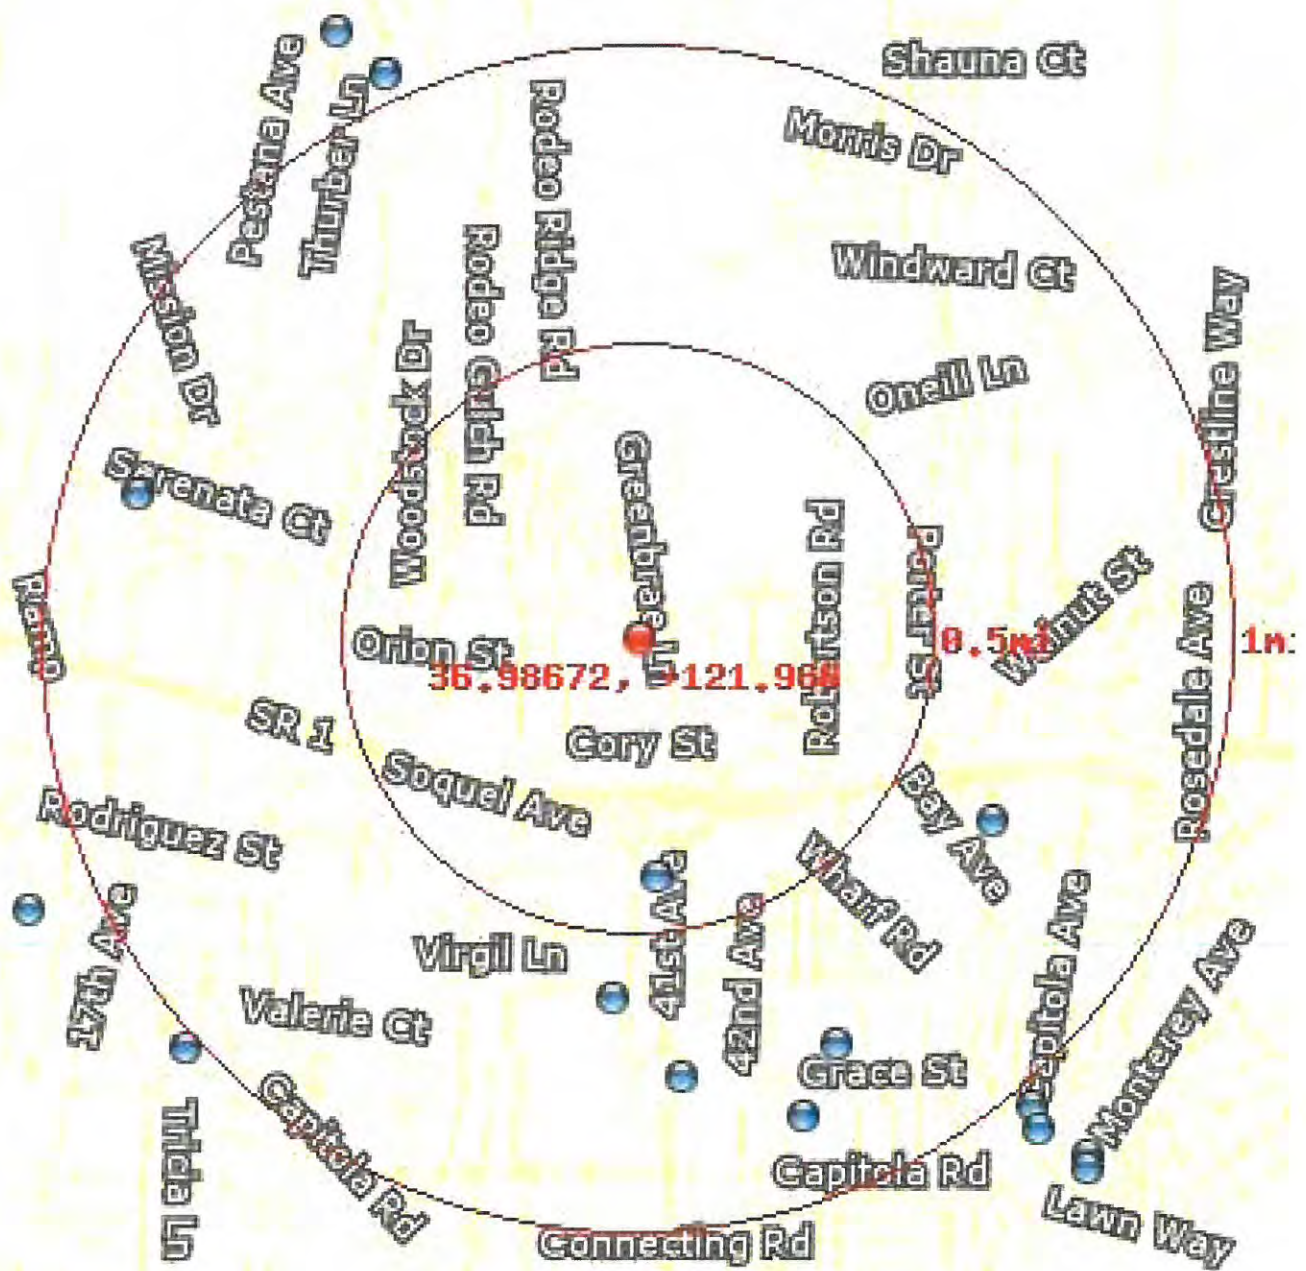 Shauna Ct
Pestana Ave
Thurber Ln
Rodeo Ridge Rd
Morris Dr
Mission Dr
Rodeo Gulch Rd
Windward Ct
Crestline Way
Woodstock Dr
Oneill Ln
Serenata Ct
Greenbrae Ln
Robertson Rd
Porter St
Walnut St
Orion St
0.5mi
1mi
36.98672, -121.966
Rosedale Ave
SR 1
Cory St
Soquel Ave
Bay Ave
Rodriguez St
Wharf Rd
17th Ave
41st Ave
42nd Ave
Capitola Ave
Virgil Ln
Monterey Ave
Valerie Ct
Grace St
Capitola Rd
Tricia Ln
Capitola Rd
Lawn Way
Connecting Rd